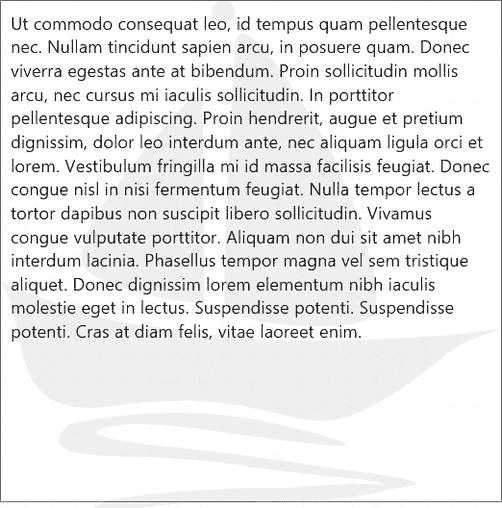 Ut commodo consequat leo, id tempus quam pellentesque
nec. Nullam tincidunt sapien arcu, in posuere quam. Donec
viverra egestas ante at bibendum. Proin sollicitudin mollis
arcu, nec cursus mi iaculis sollicitudin. In porttitor
pellentesque adipiscing. Proin hendrerit, augue et pretium
dignissim, dolor leo interdum ante, nec aliquam ligula orci et
lorem. Vestibulum fringilla mi id massa facilisis feugiat. Donec
congue nisl in nisi fermentum feugiat. Nulla tempor lectus a
tortor dapibus non suscipit libero sollicitudin. Vivamus
congue vulputate porttitor. Aliquam non dui sit amet nibh
interdum lacinia. Phasellus tempor magna vel sem tristique
aliquet. Donec dignissim lorem elementum nibh iaculis
molestie eget in lectus. Suspendisse potenti. Suspendisse
potenti. Cras at diam felis, vitae laoreet enim.